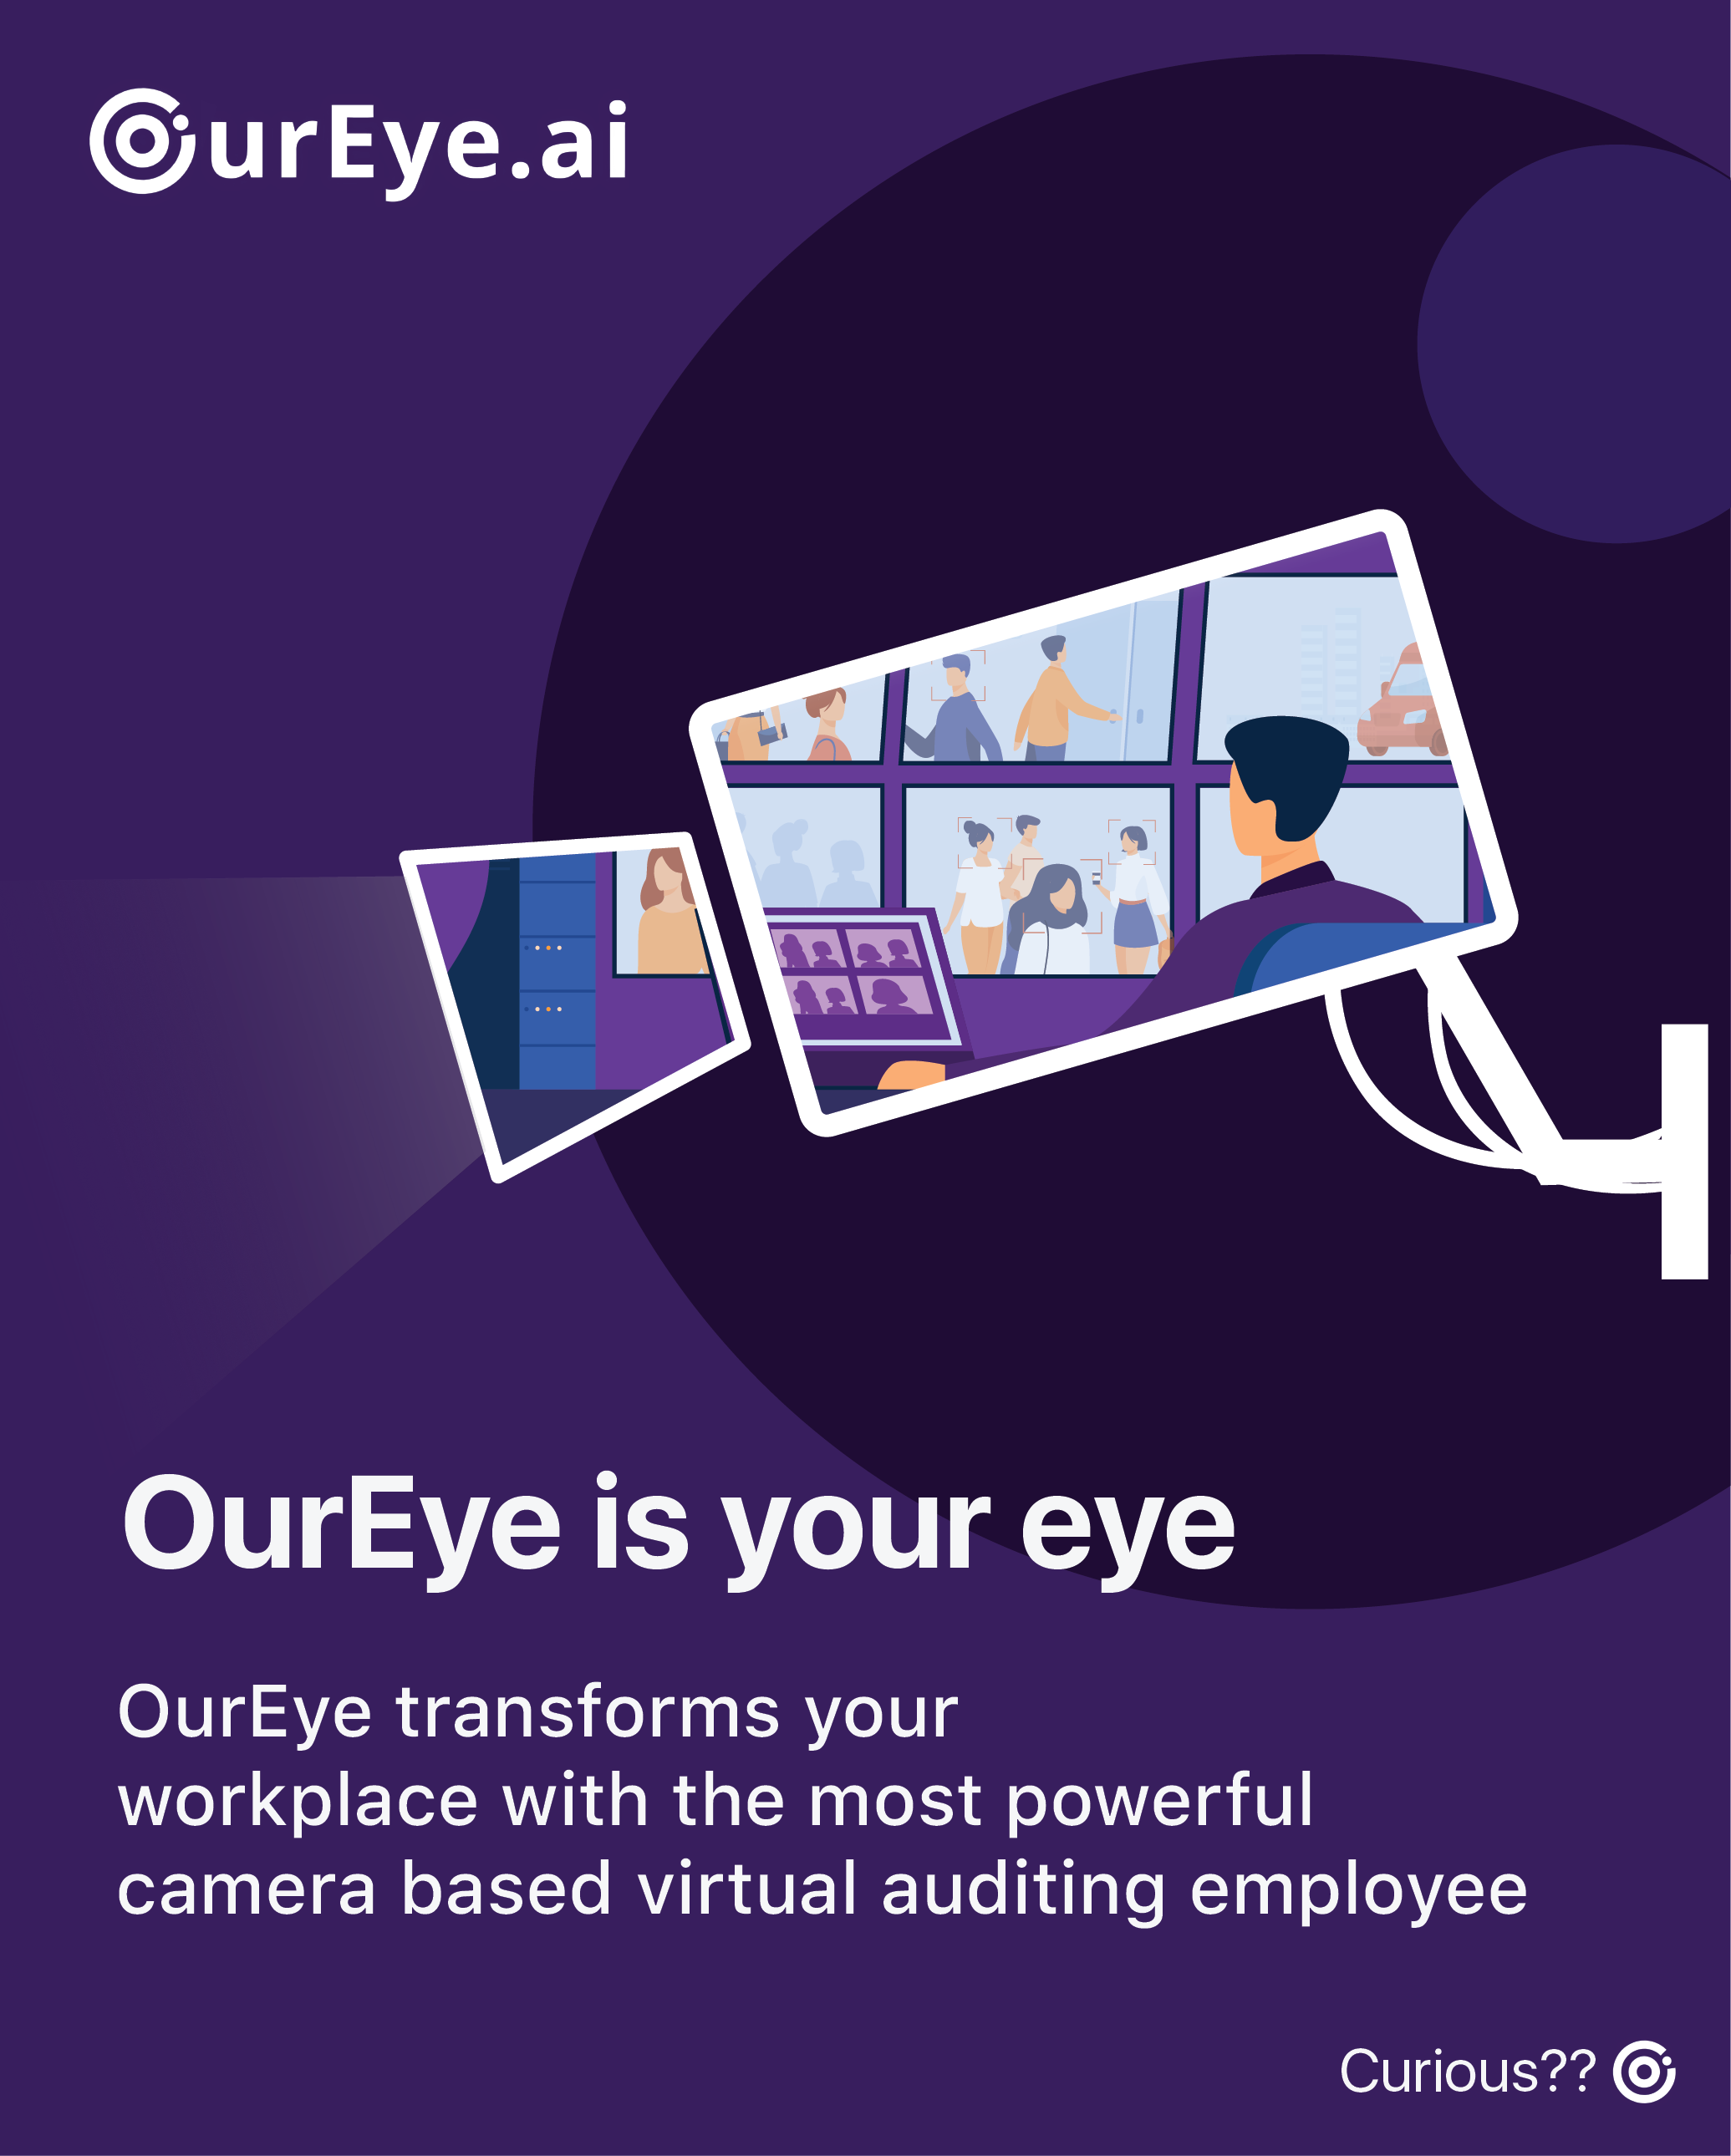 OurEye.ai
OurEye is your eye
OurEye transforms your
workplace with the most powerful
camera based virtual auditing employee
Curious??